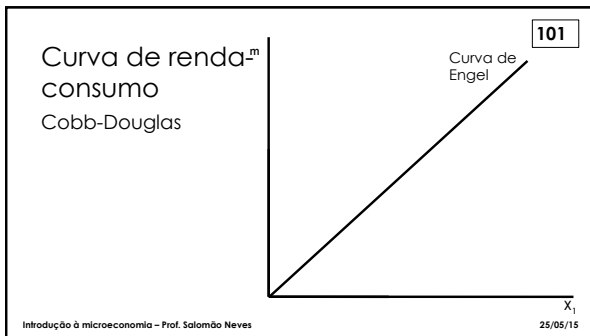 101
Curva de renda-
consumo
Cobb-Douglas
m
Curva de
Engel
X1
Introdução à microeconomia – Prof. Salomão Neves
25/05/15